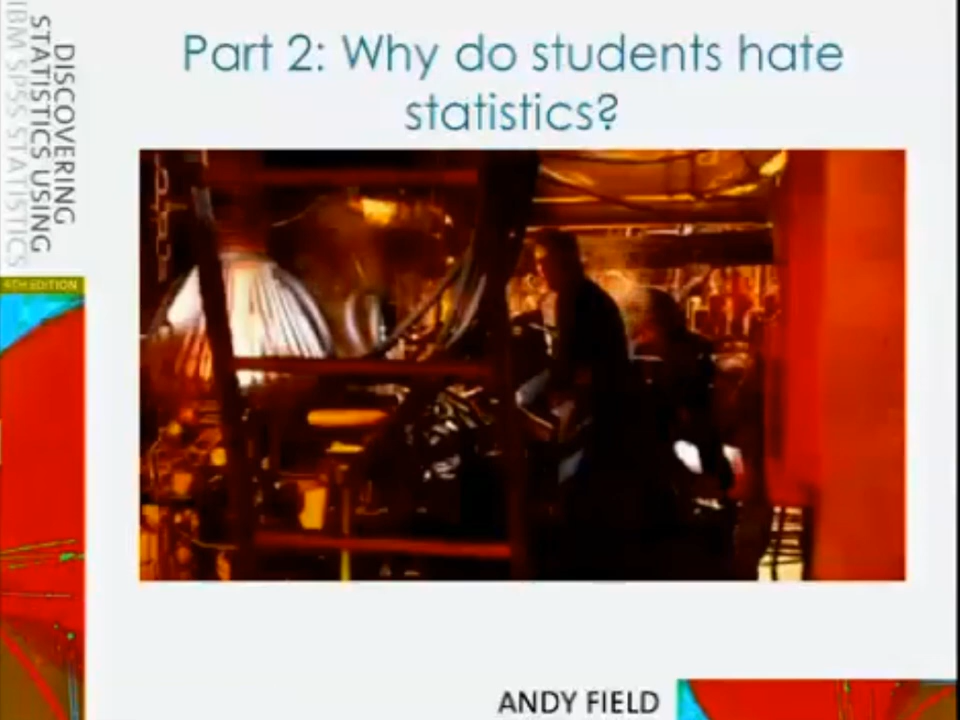 Part 2: Why do students hate
statistics?
DISCOVERING
STATISTICS USING
IBM SPSS STATISTICS
4TH EDITION
ANDY FIELD